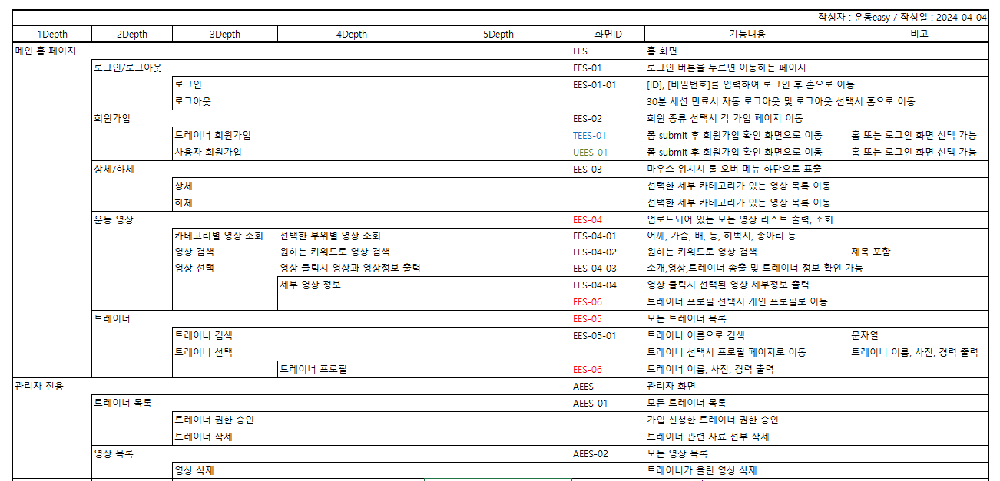 작성자 : 운동easy / 작성일 : 2024-04-04
1Depth 2Depth 3Depth 4Depth 5Depth 화면ID 기능내용 비고
메인 홈 페이지 EES 홈 화면
로그인/로그아웃 EES-01 로그인 버튼을 누르면 이동하는 페이지
로그인 EES-01-01 [ID], [비밀번호]를 입력하여 로그인 후 홈으로 이동
로그아웃 30분 세션 만료시 자동 로그아웃 및 로그아웃 선택시 홈으로 이동
회원가입 EES-02 회원 종류 선택시 각 가입 페이지 이동
트레이너 회원가입 TEES-01 폼 submit 후 회원가입 확인 화면으로 이동 홈 또는 로그인 화면 선택 가능
사용자 회원가입 UEES-01 폼 submit 후 회원가입 확인 화면으로 이동 홈 또는 로그인 화면 선택 가능
상체/하체 EES-03 마우스 위치시 롤 오버 메뉴 하단으로 표출
상체 선택한 세부 카테고리가 있는 영상 목록 이동
하체 선택한 세부 카테고리가 있는 영상 목록 이동
운동 영상 EES-04 업로드되어 있는 모든 영상 리스트 출력, 조회
카테고리별 영상 조회 선택한 부위별 영상 조회 EES-04-01 어깨, 가슴, 배, 등, 허벅지, 종아리 등
영상 검색 원하는 키워드로 영상 검색 EES-04-02 원하는 키워드로 영상 검색 제목 포함
영상 선택 영상 클릭시 영상과 영상정보 출력 EES-04-03 소개,영상,트레이너 송출 및 트레이너 정보 확인 가능
세부 영상 정보 EES-04-04 영상 클릭시 선택된 영상 세부정보 출력
EES-06 트레이너 프로필 선택시 개인 프로필로 이동
트레이너 EES-05 모든 트레이너 목록
트레이너 검색 EES-05-01 트레이너 이름으로 검색 문자열
트레이너 선택 트레이너 선택시 프로필 페이지로 이동 트레이너 이름, 사진, 경력 출력
트레이너 프로필 EES-06 트레이너 이름, 사진, 경력 출력
관리자 전용 AEES 관리자 화면
트레이너 목록 AEES-01 모든 트레이너 목록
트레이너 권한 승인 가입 신청한 트레이너 권한 승인
트레이너 삭제 트레이너 관련 자료 전부 삭제
영상 목록 AEES-02 모든 영상 목록
영상 삭제 트레이너가 올린 영상 삭제